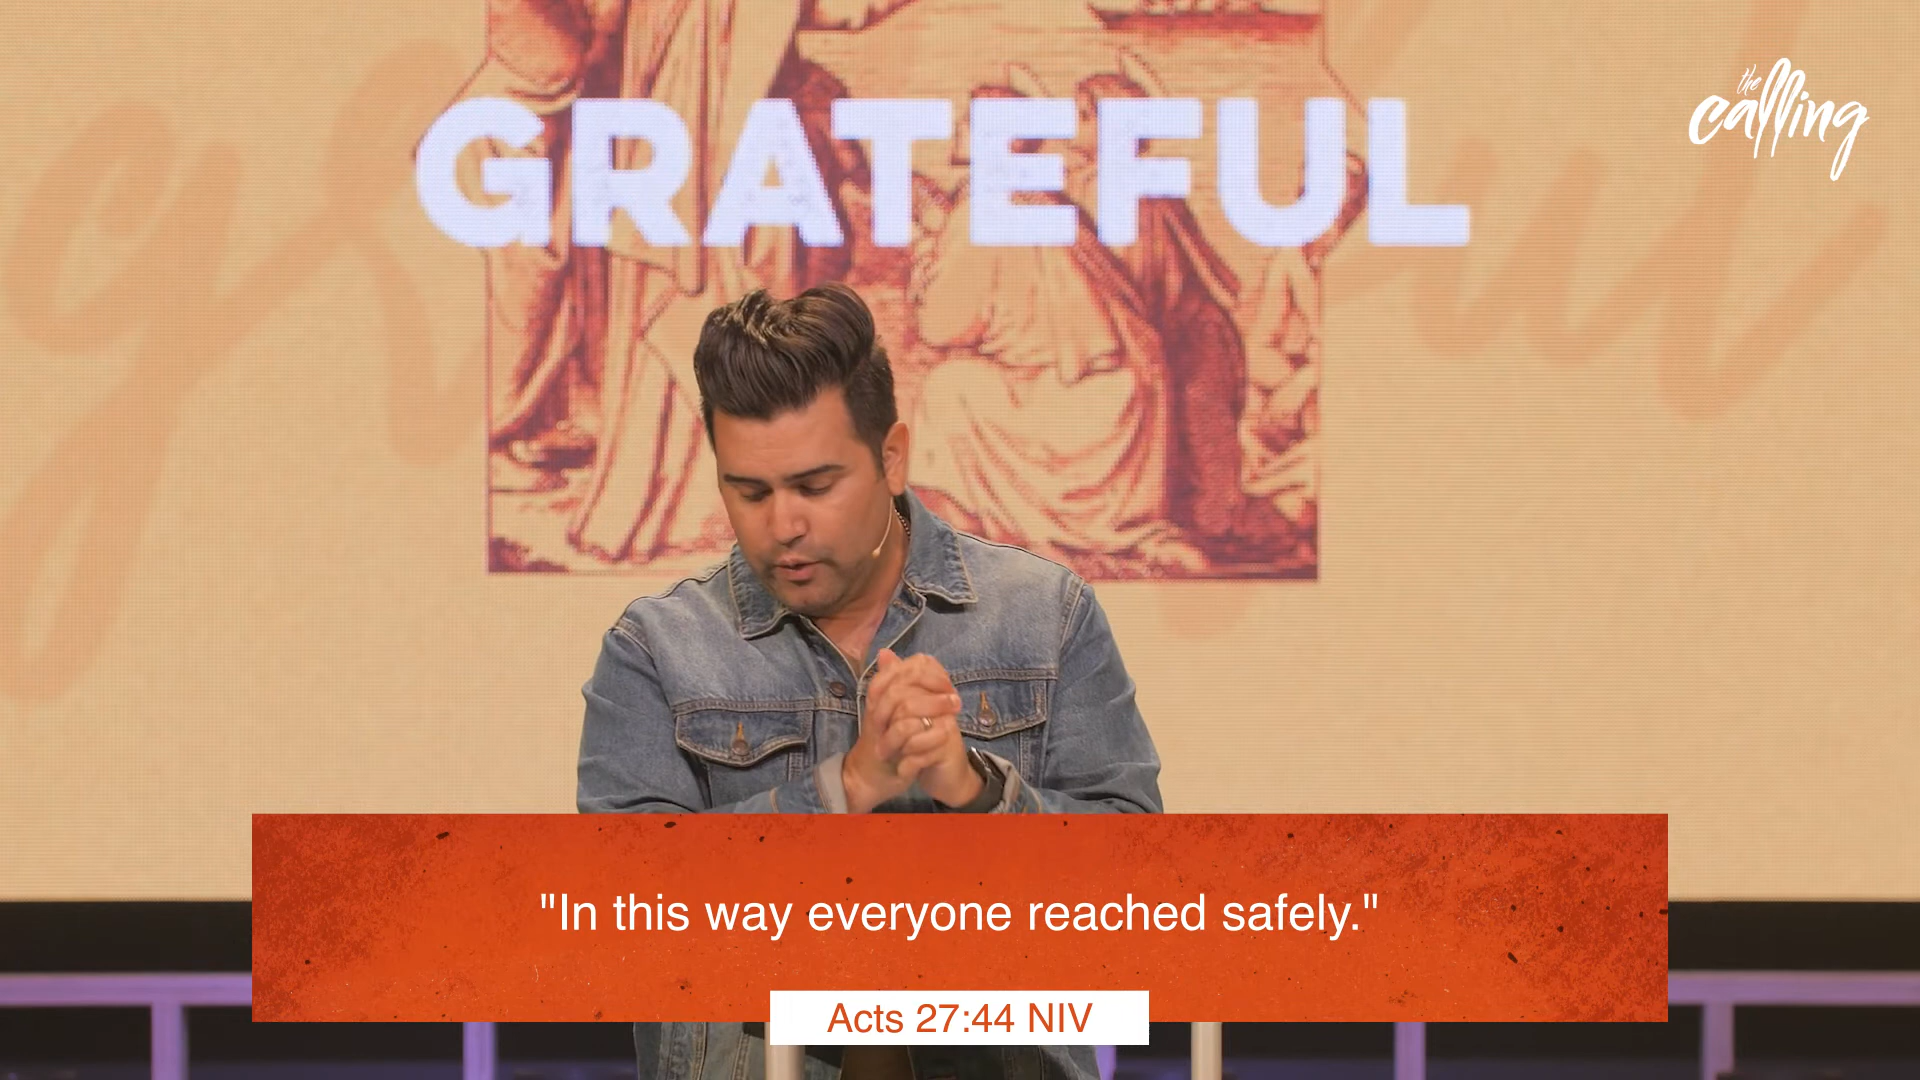 the
calling
GRATEFUL
"In this way everyone reached safely."
Acts 27:44 NIV